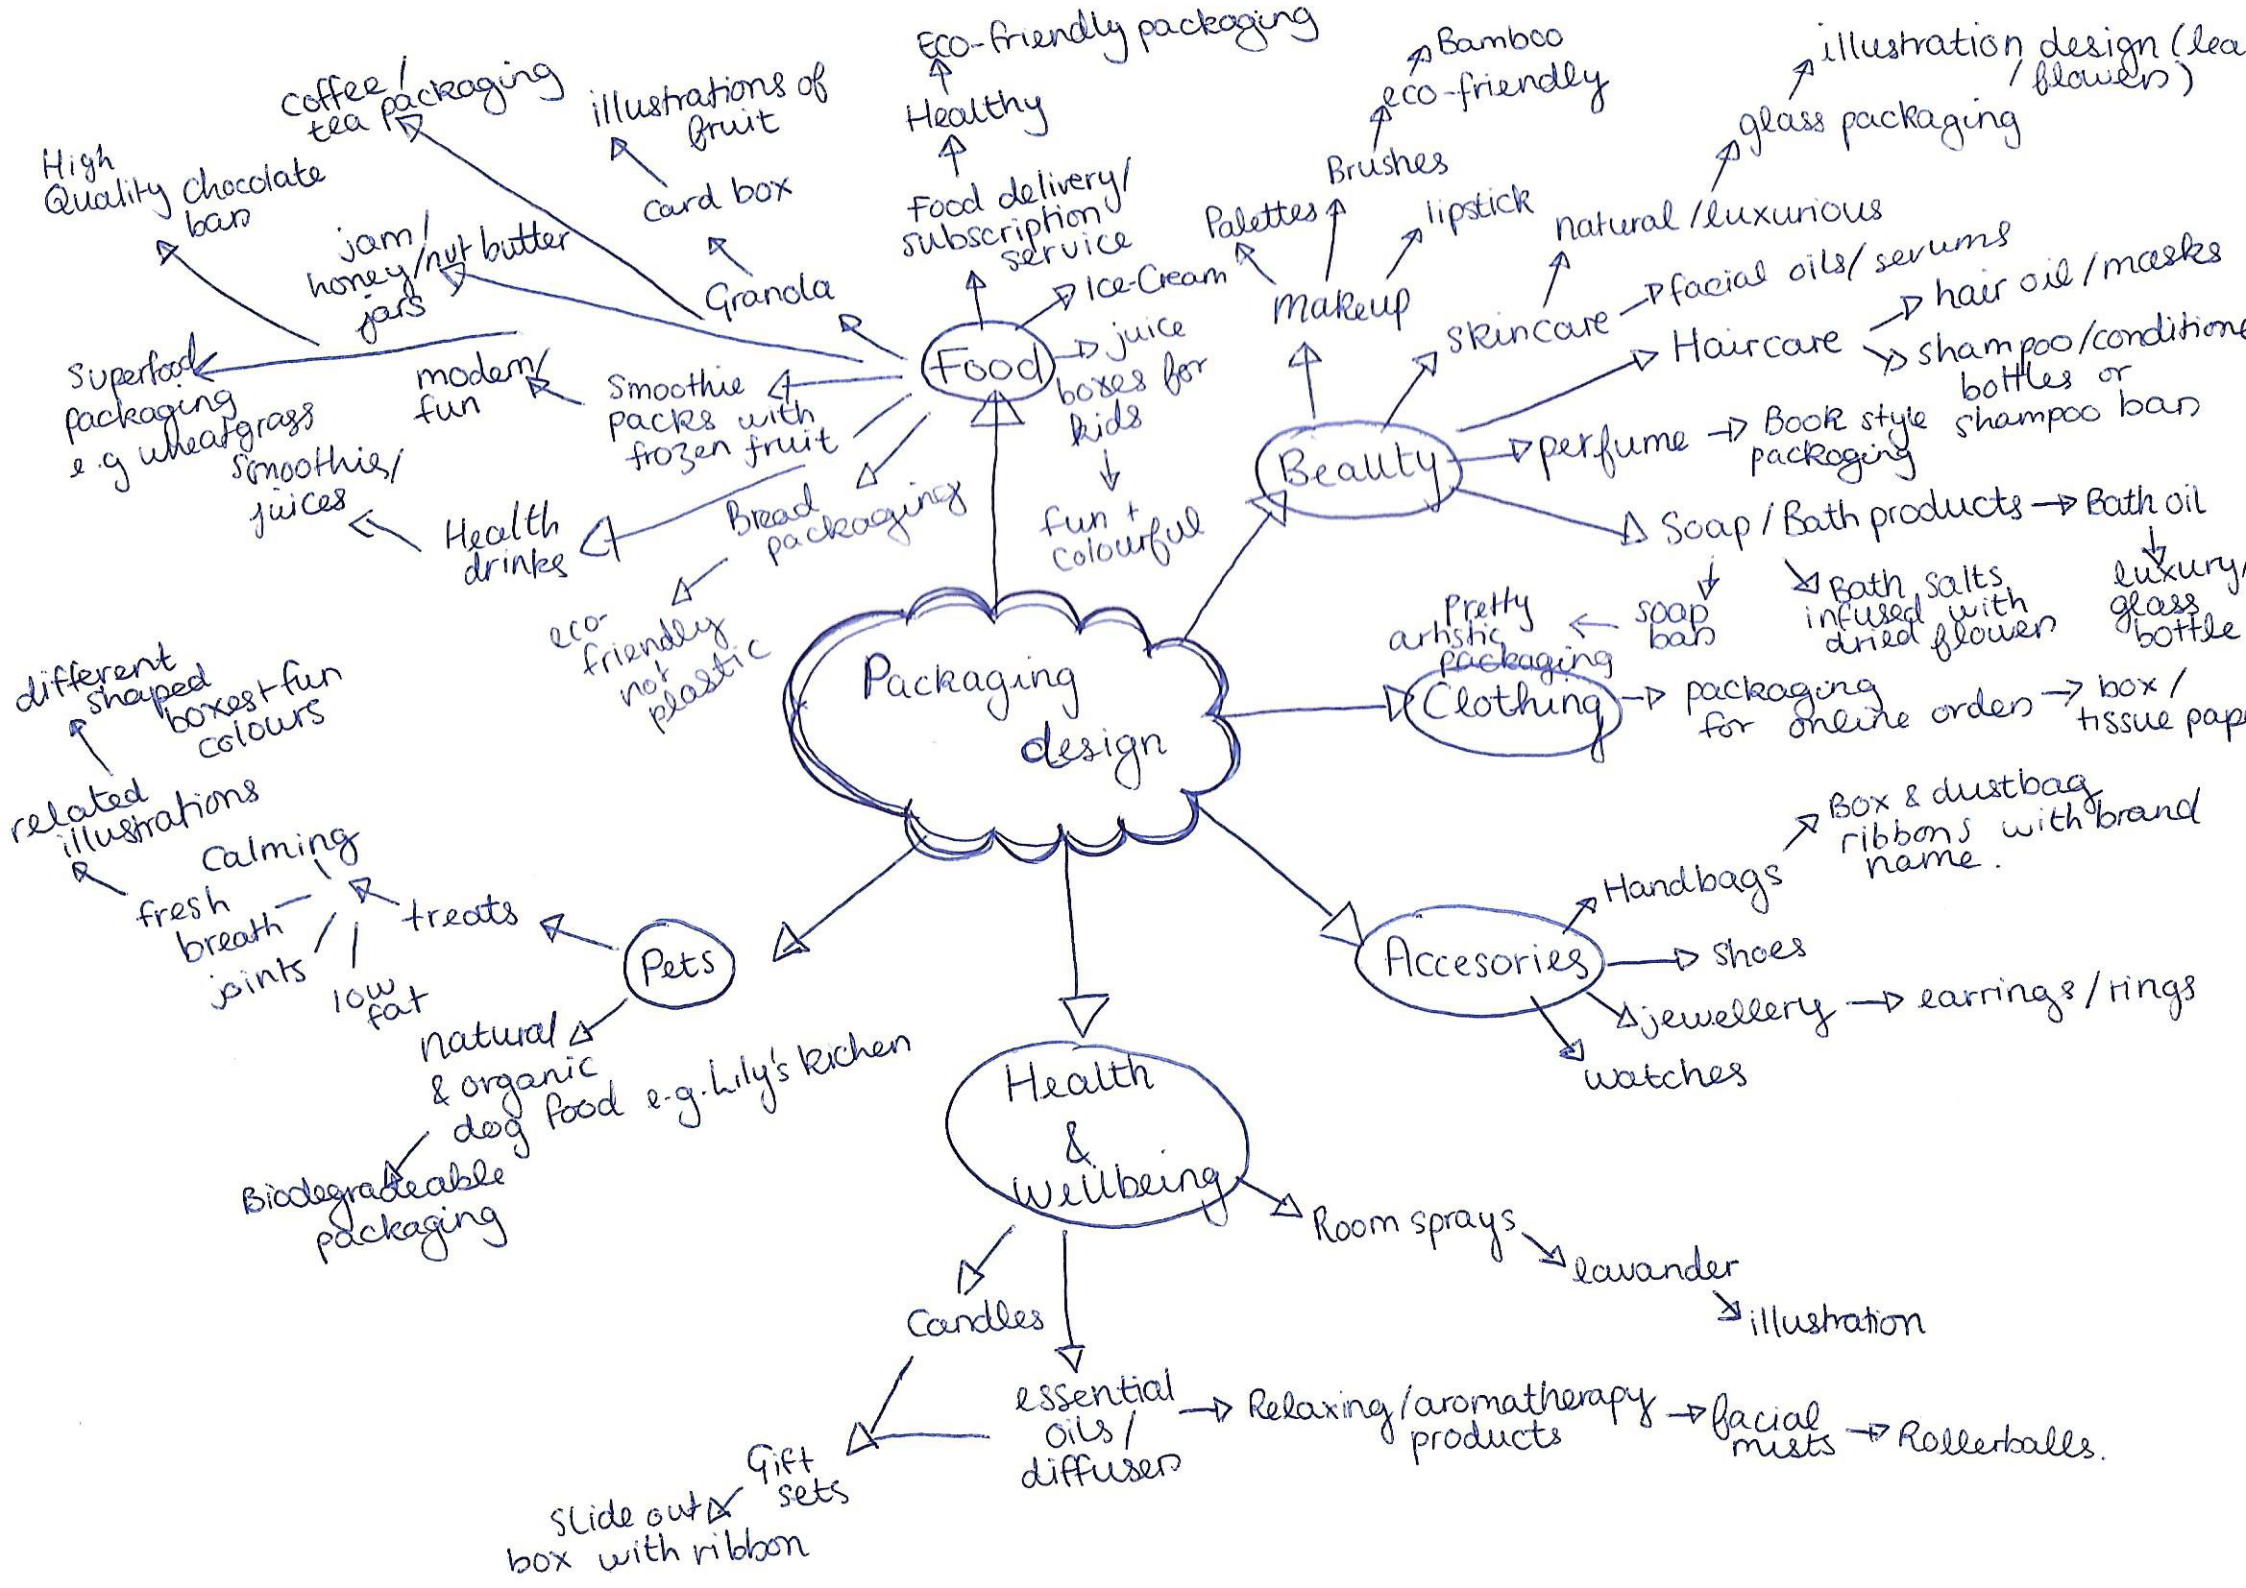 Packaging
design
Food
Eco-friendly packaging
Healthy
Food delivery/
subscription
service
Ice-Cream
juice
boxes for
kids
fun +
colourful
Granola
Card box
illustrations of
fruit
coffee/
tea packaging
jam/
honey/nut butter
jars
High
Quality chocolate
bars
Superfood
packaging
e.g wheatgrass
Smoothie
packs with
frozen fruit
modern/
fun
Health
drinks
smoothies/
juices
Bread
packaging
eco-
friendly
not
plastic
Beauty
Makeup
Palettes
Brushes
eco-friendly
Bamboo
lipstick
skincare
natural/luxurious
glass packaging
illustration design (lea
/ flowers)
facial oils/serums
Haircare
hair oil/masks
shampoo/conditione
bottles or
shampoo bars
perfume
Book style
packaging
Soap/Bath products
Bath oil
luxury/
glass
bottle
Bath salts
infused with
dried flowers
soap
bars
Pretty
artistic
packaging
Clothing
packaging
for online orders
box/
tissue pap
Accesories
Handbags
Box & dustbag
ribbons with brand
name.
shoes
jewellery
earrings/rings
watches
Health
&
Wellbeing
Room sprays
lavander
illustration
Candles
essential
oils/
diffusers
Relaxing/aromatherapy
products
facial
mists
Rollerballs.
Gift
sets
Slide out
box with ribbon
Pets
treats
Calming
fresh
breath
joints
low
fat
related
illustrations
different
shaped
boxes+fun
colours
natural
& organic
dog food e.g. Lily's kichen
Biodegradeable
packaging